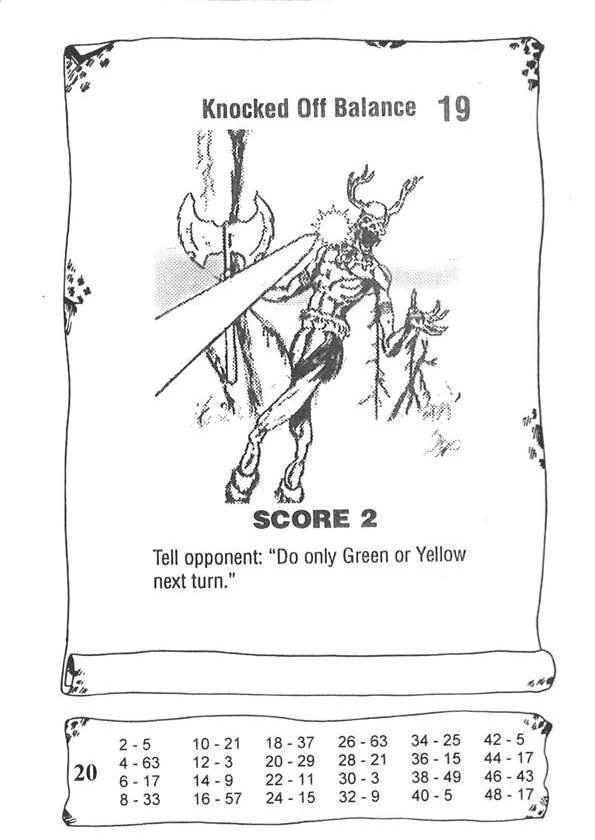 Knocked Off Balance 19
SCORE 2
Tell opponent: “Do only Green or Yellow
next turn.”
20
2 - 5 10 - 21 18 - 37 26 - 63 34 - 25 42 - 5
4 - 63 12 - 3 20 - 29 28 - 21 36 - 15 44 - 17
6 - 17 14 - 9 22 - 11 30 - 3 38 - 49 46 - 43
8 - 33 16 - 57 24 - 15 32 - 9 40 - 5 48 - 17